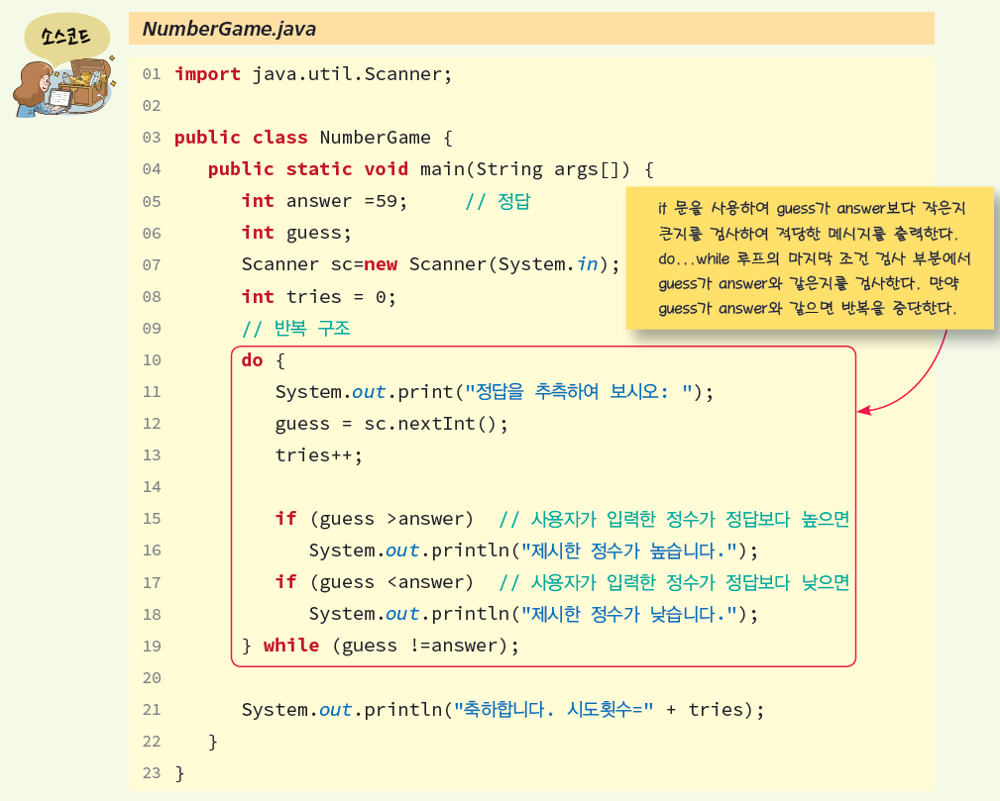 소스코드
NumberGame.java
01 import java.util.Scanner;
02
03 public class NumberGame {
04 public static void main(String args[]) {
05 int answer =59; // 정답
06 int guess;
07 Scanner sc=new Scanner(System.in);
08 int tries = 0;
09 // 반복 구조
10 do {
11 System.out.print("정답을 추측하여 보시오: ");
12 guess = sc.nextInt();
13 tries++;
14
15 if (guess >answer) // 사용자가 입력한 정수가 정답보다 높으면
16 System.out.println("제시한 정수가 높습니다.");
17 if (guess <answer) // 사용자가 입력한 정수가 정답보다 낮으면
18 System.out.println("제시한 정수가 낮습니다.");
19 } while (guess !=answer);
20
21 System.out.println("축하합니다. 시도횟수=" + tries);
22 }
23 }
if 문을 사용하여 guess가 answer보다 작은지
큰지를 검사하여 적당한 메시지를 출력한다.
do...while 루프의 마지막 조건 검사 부분에서
guess가 answer와 같은지를 검사한다. 만약
guess가 answer와 같으면 반복을 중단한다.